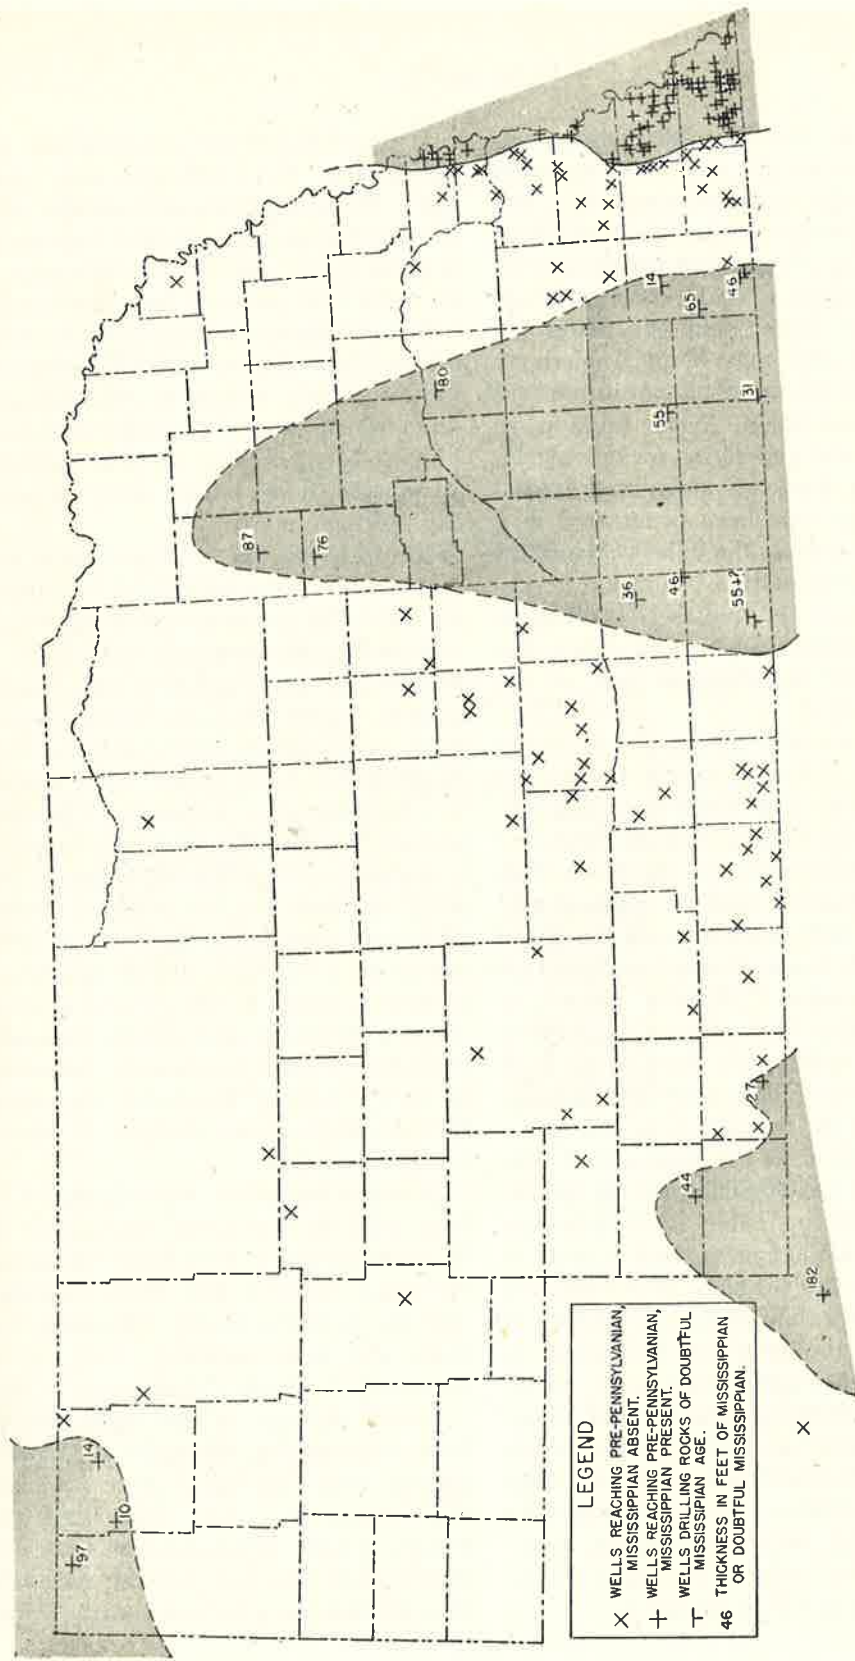 LEGEND
WELLS REACHING PRE-PENNSYLVANIAN,
MISSISSIPPIAN ABSENT.
WELLS REACHING PRE-PENNSYLVANIAN,
MISSISSIPPIAN PRESENT.
WELLS DRILLING ROCKS OF DOUBTFUL
MISSISSIPIAN AGE.
46 THICKNESS IN FEET OF MISSISSIPPIAN
OR DOUBTFUL MISSISSIPPIAN.
97
10
14
182
44
27
87
76
80
36
46
55+?
55
31
14
65
46